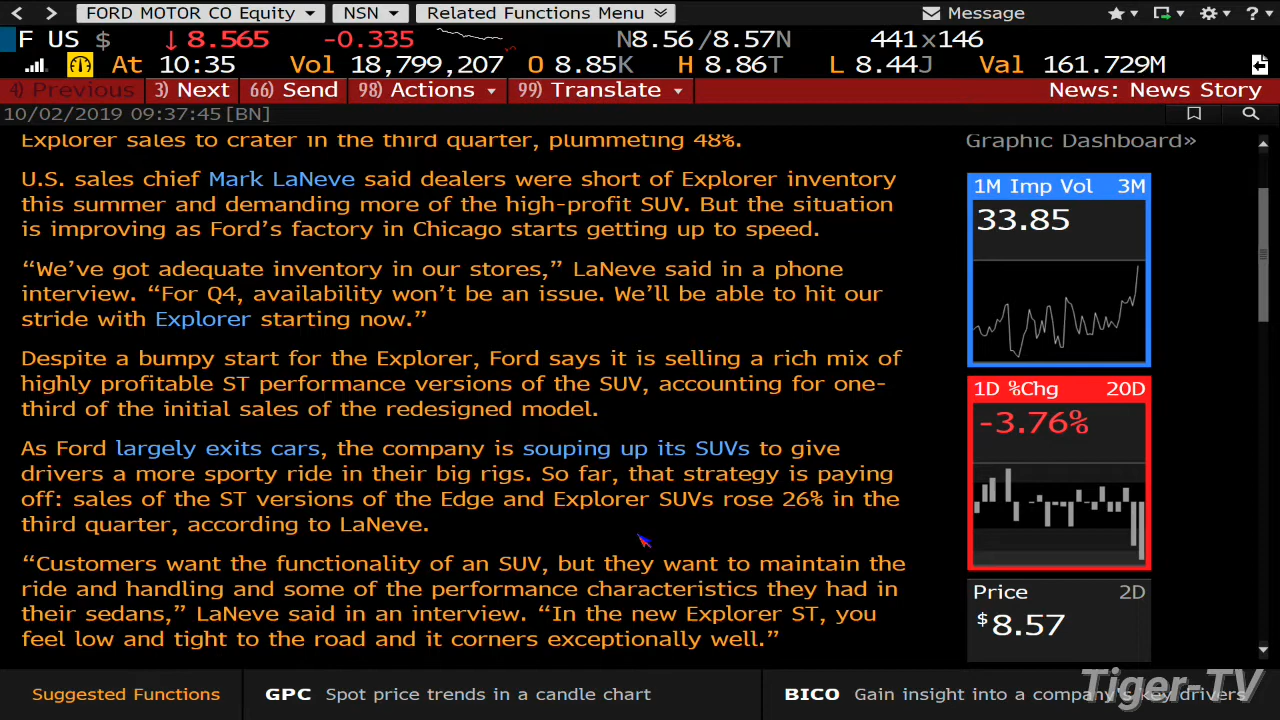 FORD MOTOR CO Equity NSN Related Functions Menu Message ?
F US $ ↓ 8.565 -0.335 N8.56 /8.57N 441x146
At 10:35 Vol 18,799,207 O 8.85K H 8.86T L 8.44J Val 161.729M
4) Previous 3) Next 66) Send 98) Actions 99) Translate News: News Story
10/02/2019 09:37:45 [BN]
Explorer sales to crater in the third quarter, plummeting 48%.
U.S. sales chief Mark LaNeve said dealers were short of Explorer inventory
this summer and demanding more of the high-profit SUV. But the situation
is improving as Ford's factory in Chicago starts getting up to speed.
“We've got adequate inventory in our stores,” LaNeve said in a phone
interview. “For Q4, availability won't be an issue. We'll be able to hit our
stride with Explorer starting now.”
Despite a bumpy start for the Explorer, Ford says it is selling a rich mix of
highly profitable ST performance versions of the SUV, accounting for one-
third of the initial sales of the redesigned model.
As Ford largely exits cars, the company is souping up its SUVs to give
drivers a more sporty ride in their big rigs. So far, that strategy is paying
off: sales of the ST versions of the Edge and Explorer SUVs rose 26% in the
third quarter, according to LaNeve.
“Customers want the functionality of an SUV, but they want to maintain the
ride and handling and some of the performance characteristics they had in
their sedans,” LaNeve said in an interview. “In the new Explorer ST, you
feel low and tight to the road and it corners exceptionally well.”
Graphic Dashboard»
1M Imp Vol 3M
33.85
1D %Chg 20D
-3.76%
Price 2D
$8.57
Suggested Functions GPC Spot price trends in a candle chart BICO Gain insight into a company's key drivers
Tiger-TV